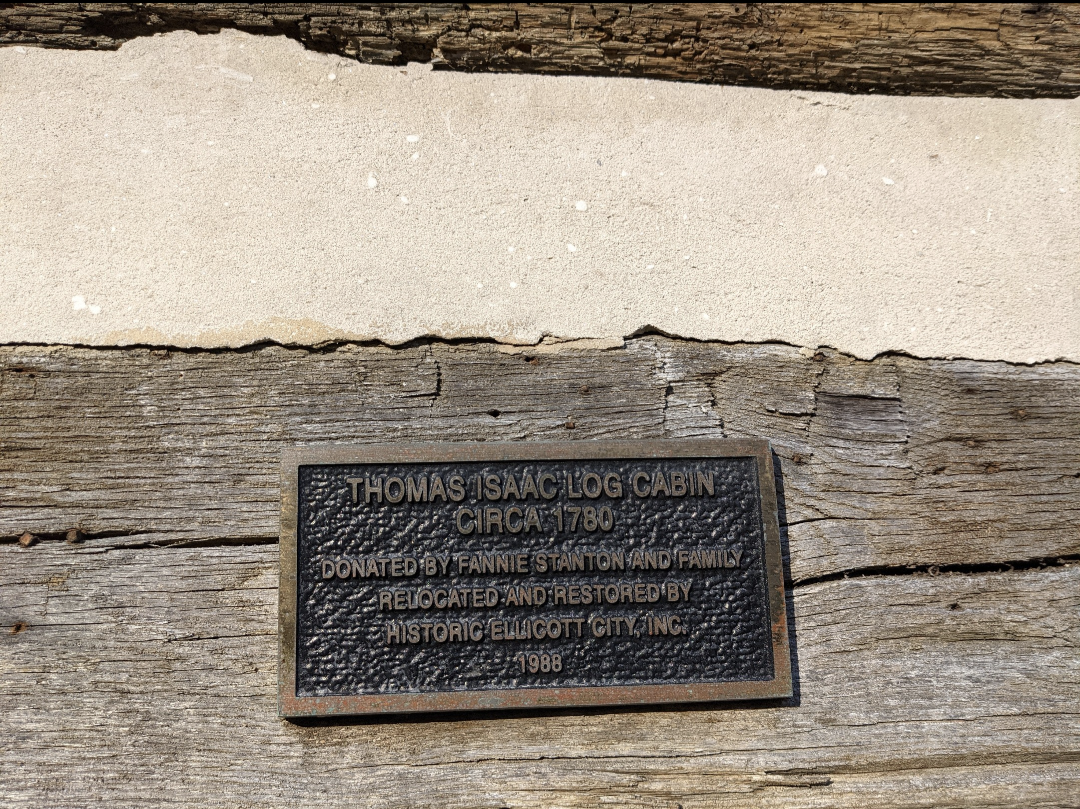 THOMAS ISAAC LOG CABIN
CIRCA 1780
DONATED BY FANNIE STANTON AND FAMILY
RELOCATED AND RESTORED BY
HISTORIC ELLICOTT CITY, INC.
1988